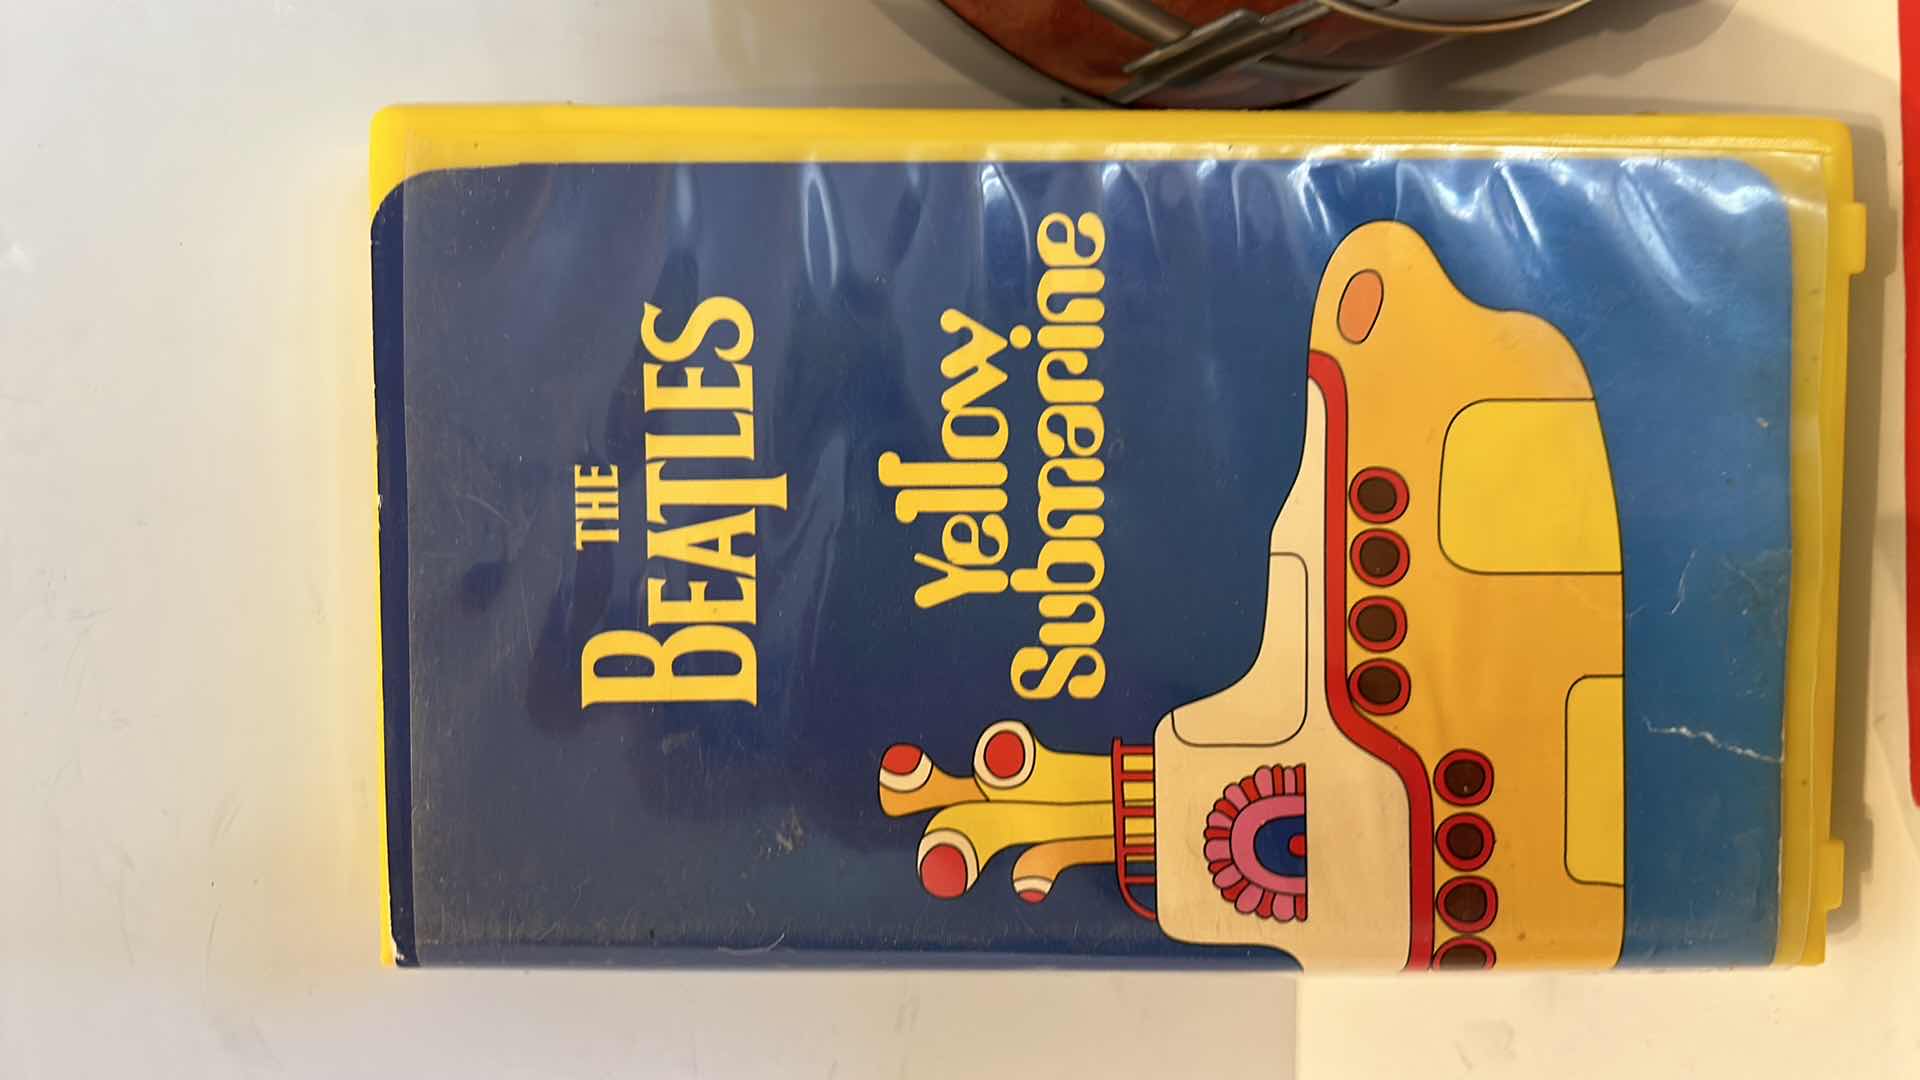 THE
BEATLES
Yellow
Submarine